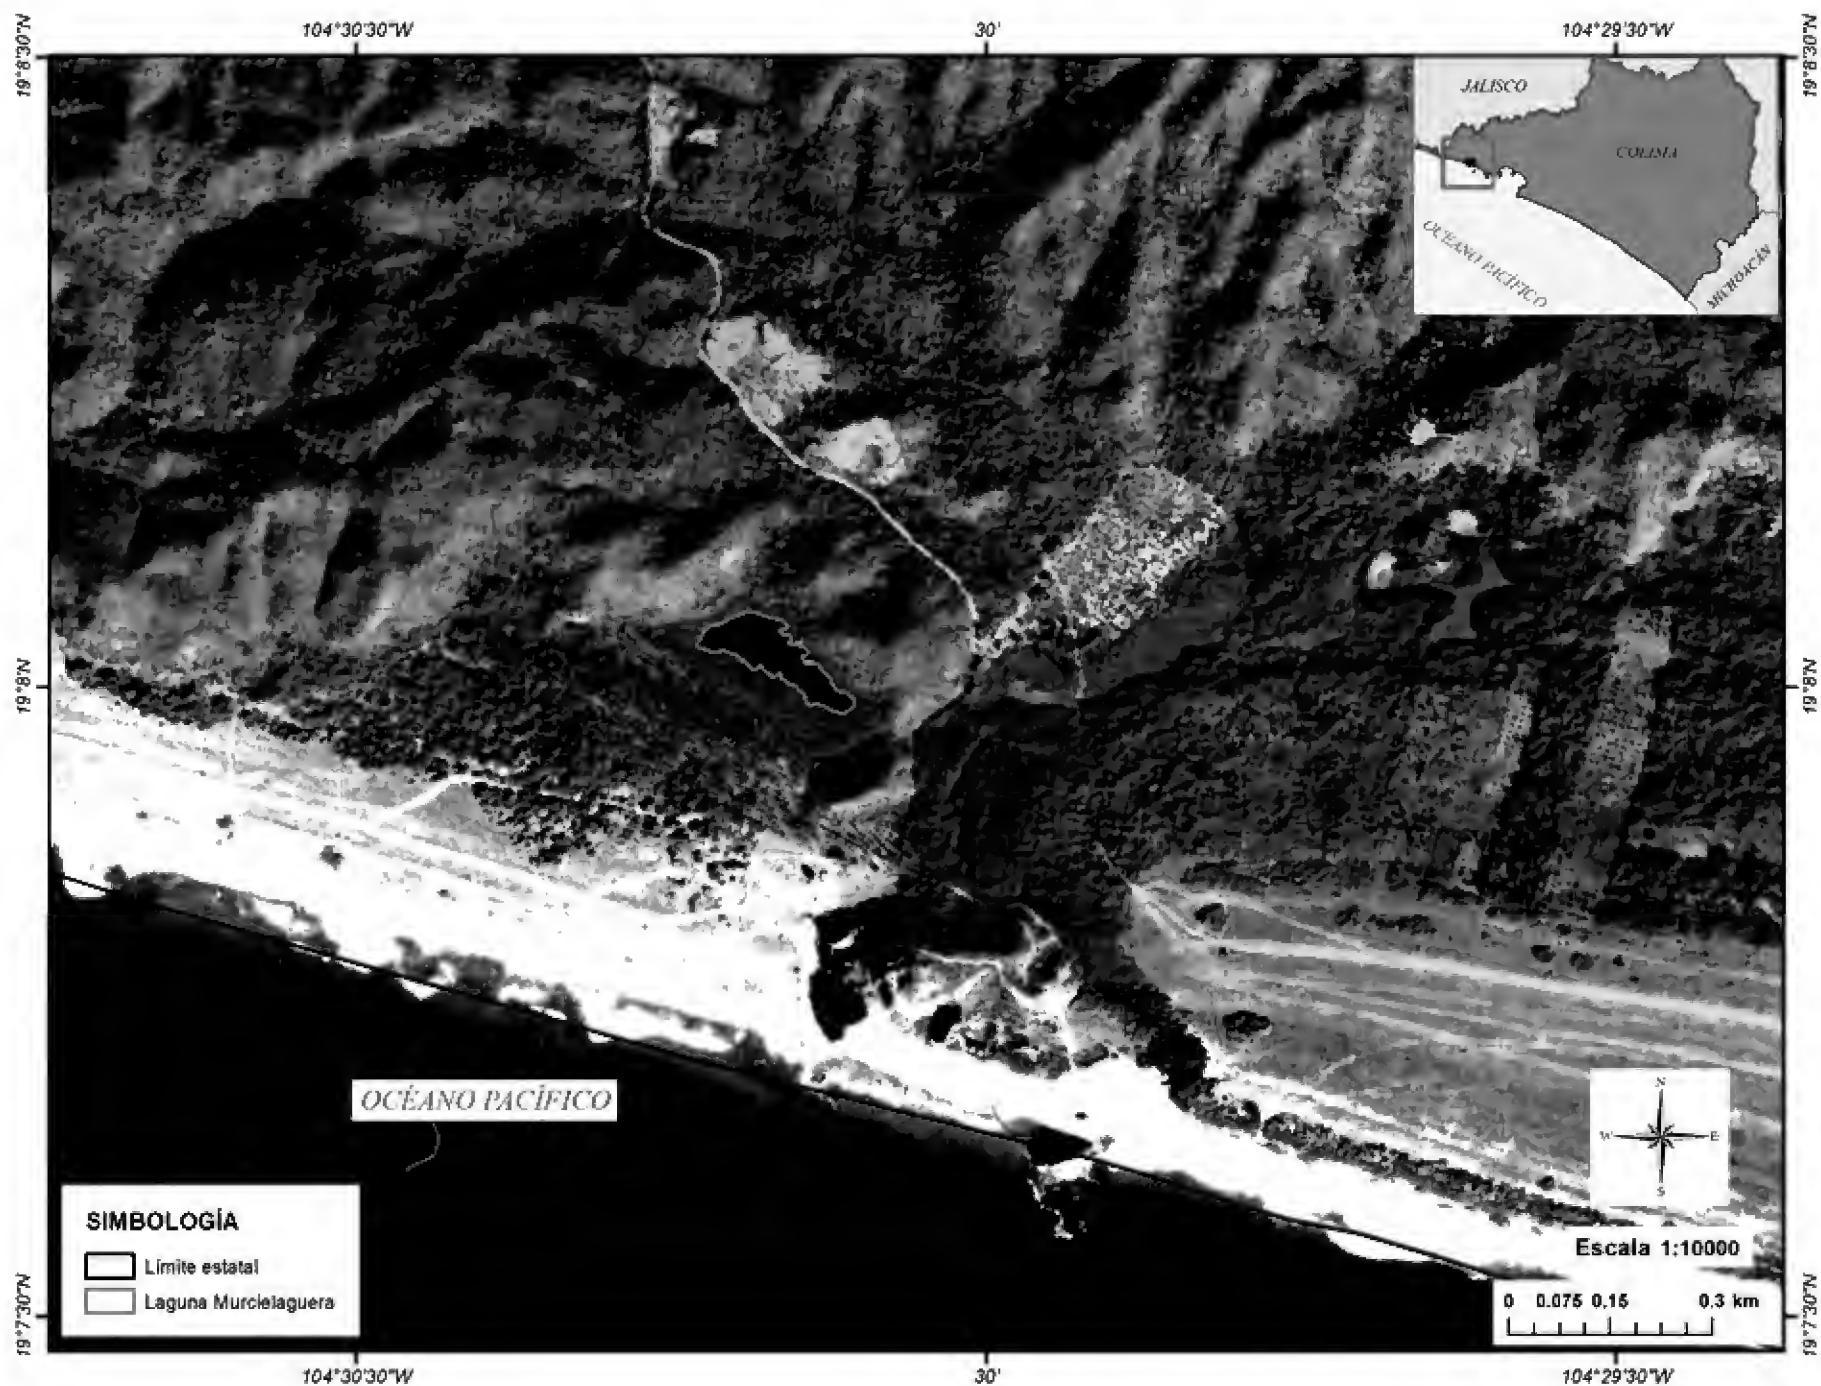 104°30'30"W 30' 104°29'30"W
19°8'30"N 19°8'30"N
JALISCO
COLIMA
OCÉANO PACÍFICO
MICHOACÁN
19°8'N 19°8'N
OCÉANO PACÍFICO
N
W E
S
SIMBOLOGÍA
Límite estatal
Laguna Murcielaguera
Escala 1:10000
0 0.075 0.15 0.3 km
19°7'30"N 19°7'30"N
104°30'30"W 30' 104°29'30"W